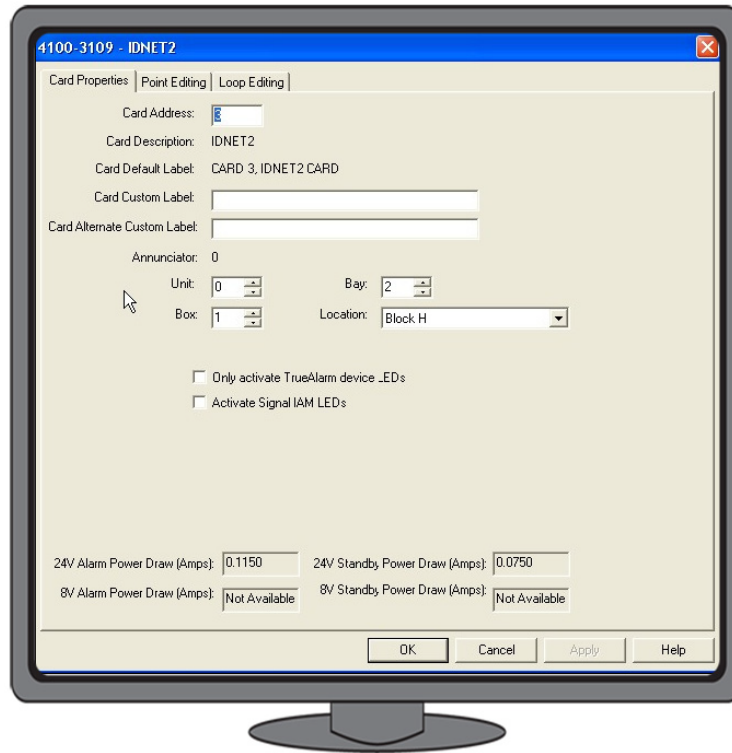 4100-3109 - IDNET2
Card Properties Point Editing Loop Editing
Card Address: 3
Card Description: IDNET2
Card Default Label: CARD 3, IDNET2 CARD
Card Custom Label:
Card Alternate Custom Label:
Annunciator: 0
Unit: 0 Bay: 2
Box: 1 Location: Block H
Only activate TrueAlarm device LEDs
Activate Signal IAM LEDs
24V Alarm Power Draw (Amps): 0.1150 24V Standby Power Draw (Amps): 0.0750
8V Alarm Power Draw (Amps): Not Available 8V Standby Power Draw (Amps): Not Available
OK Cancel Apply Help